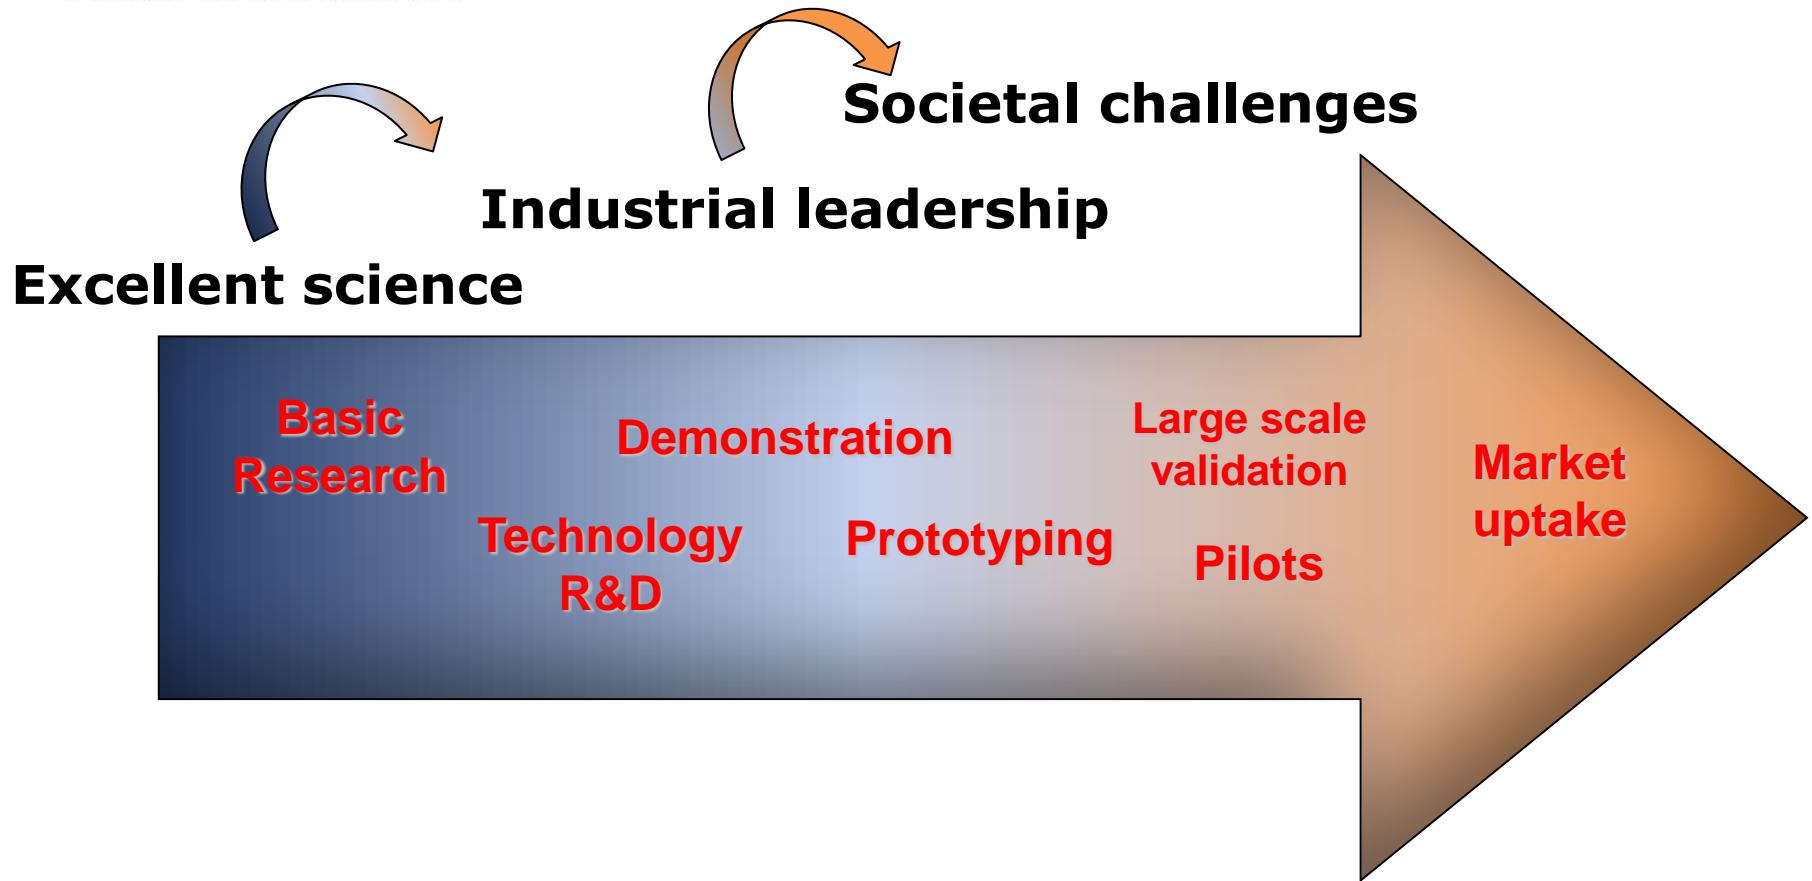 Societal challenges
Industrial leadership
Excellent science
Basic
Research
Technology
R&D
Demonstration
Prototyping
Large scale
validation
Pilots
Market
uptake